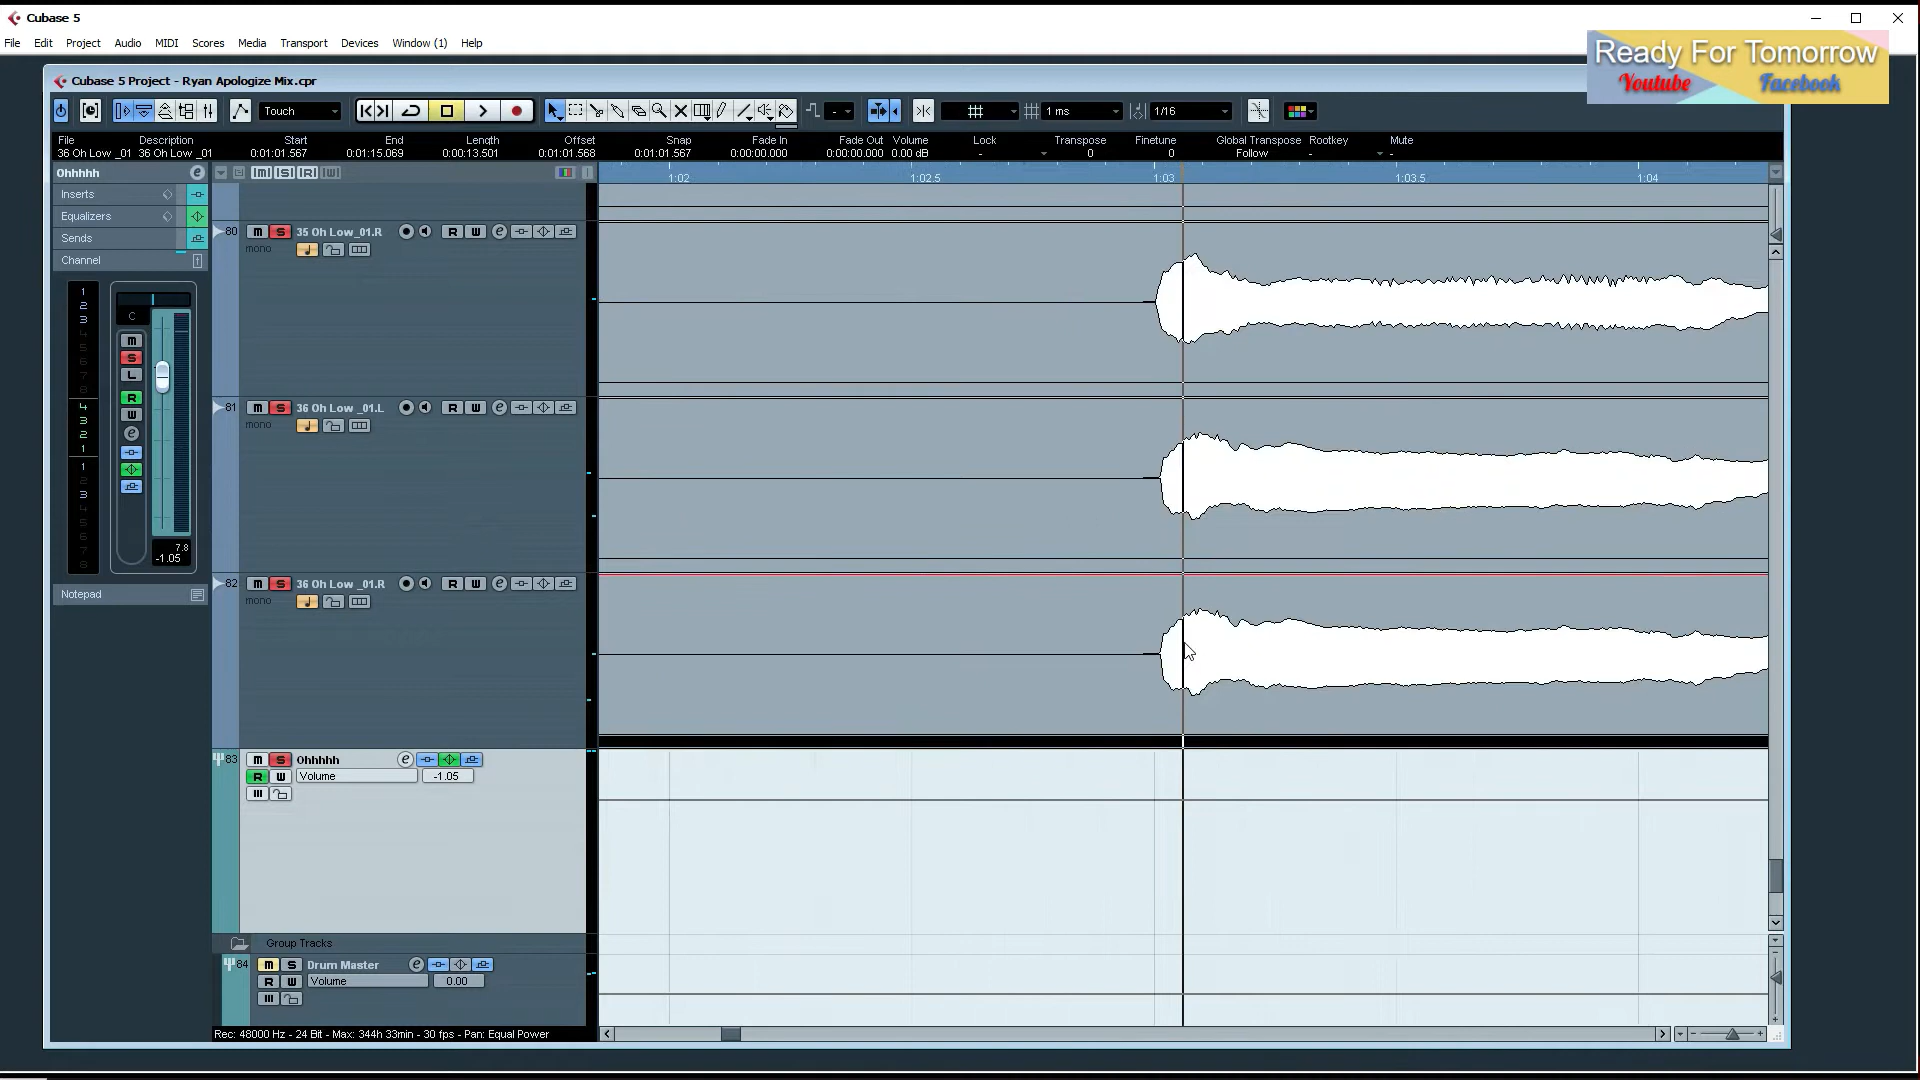 Cubase 5
File Edit Project Audio MIDI Scores Media Transport Devices Window (1) Help
Ready For Tomorrow
Youtube Facebook
Cubase 5 Project - Ryan Apologize Mix.cpr
Touch 1 ms 1/16
File Description Start End Length Offset Snap Fade In Fade Out Volume Lock Transpose Finetune Global Transpose Rootkey Mute
36 Oh Low _01 36 Oh Low _01 0:01:01.567 0:01:15.069 0:00:13.501 0:01:01.568 0:01:01.567 0:00:00.000 0:00:00.000 0.00 dB - 0 0 Follow - -
Ohhhhh e [M] [S] [R] [W] 1:02 1:02.5 1:03 1:03.5 1:04
Inserts
Equalizers
Sends
Channel
C
M
S
L
R
W
e
7.8
-1.05
Notepad
80 M S 35 Oh Low_01.R R W e
mono
81 M S 36 Oh Low _01.L R W e
mono
82 M S 36 Oh Low _01.R R W e
mono
83 M S Ohhhhh e
R W Volume -1.05
Group Tracks
84 M S Drum Master e
R W Volume 0.00
Rec: 48000 Hz - 24 Bit - Max: 344h 33min - 30 fps - Pan: Equal Power